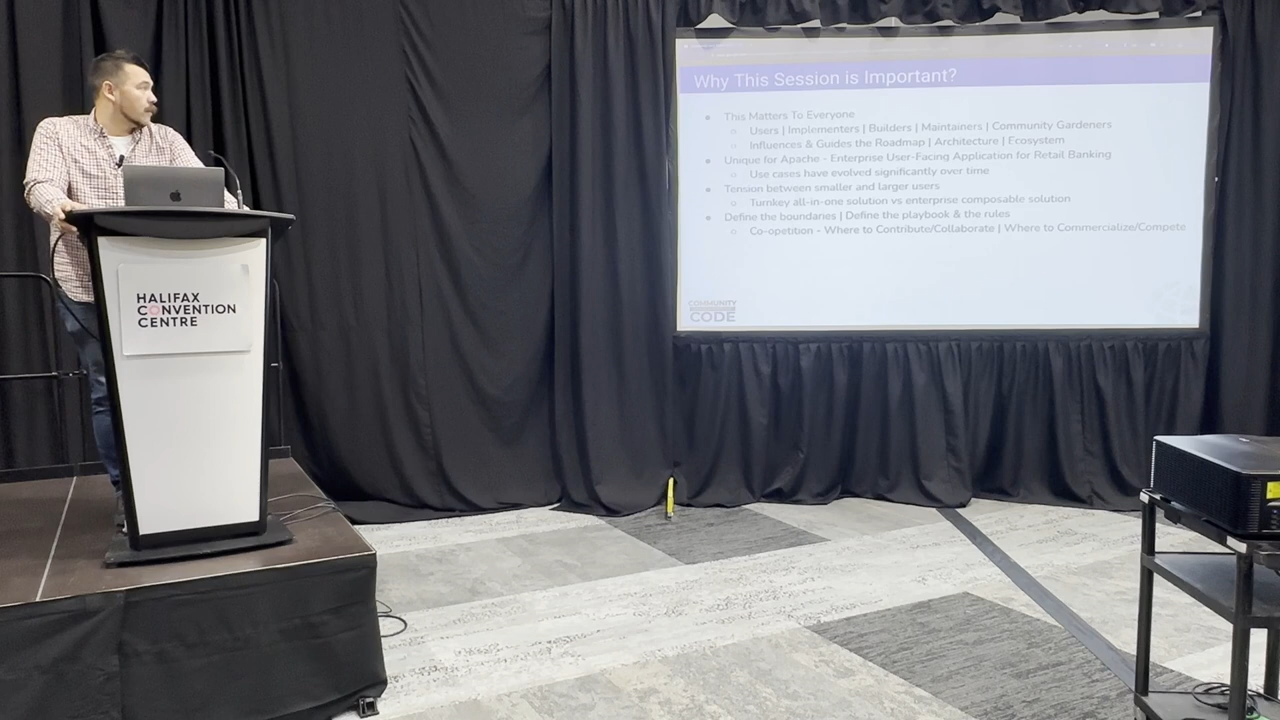 HALIFAX
CONVENTION
CENTRE
Why This Session is Important?
● This Matters To Everyone
○ Users | Implementers | Builders | Maintainers | Community Gardeners
○ Influences & Guides the Roadmap | Architecture | Ecosystem
● Unique for Apache - Enterprise User-Facing Application for Retail Banking
○ Use cases have evolved significantly over time
● Tension between smaller and larger users
○ Turnkey all-in-one solution vs enterprise composable solution
● Define the boundaries | Define the playbook & the rules
○ Co-opetition - Where to Contribute/Collaborate | Where to Commercialize/Compete
COMMUNITY
CODE